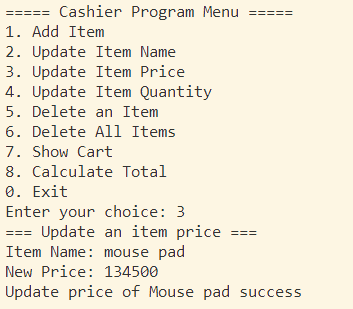 ===== Cashier Program Menu =====
1. Add Item
2. Update Item Name
3. Update Item Price
4. Update Item Quantity
5. Delete an Item
6. Delete All Items
7. Show Cart
8. Calculate Total
0. Exit
Enter your choice: 3
=== Update an item price ===
Item Name: mouse pad
New Price: 134500
Update price of Mouse pad success